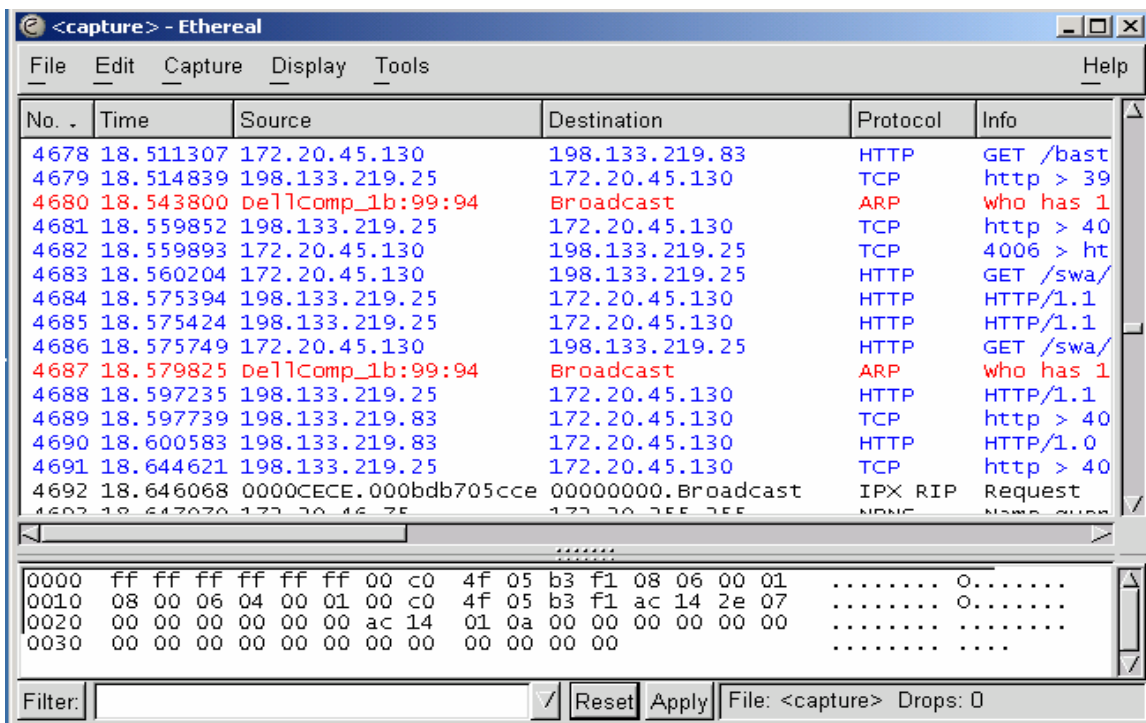 <capture> - Ethereal
File Edit Capture Display Tools Help
No. Time Source Destination Protocol Info
4678 18.511307 172.20.45.130 198.133.219.83 HTTP GET /bast
4679 18.514839 198.133.219.25 172.20.45.130 TCP http > 39
4680 18.543800 DellComp_1b:99:94 Broadcast ARP who has 1
4681 18.559852 198.133.219.25 172.20.45.130 TCP http > 40
4682 18.559893 172.20.45.130 198.133.219.25 TCP 4006 > ht
4683 18.560204 172.20.45.130 198.133.219.25 HTTP GET /swa/
4684 18.575394 198.133.219.25 172.20.45.130 HTTP HTTP/1.1
4685 18.575424 198.133.219.25 172.20.45.130 HTTP HTTP/1.1
4686 18.575749 172.20.45.130 198.133.219.25 HTTP GET /swa/
4687 18.579825 DellComp_1b:99:94 Broadcast ARP who has 1
4688 18.597235 198.133.219.25 172.20.45.130 HTTP HTTP/1.1
4689 18.597739 198.133.219.83 172.20.45.130 TCP http > 40
4690 18.600583 198.133.219.83 172.20.45.130 HTTP HTTP/1.0
4691 18.644621 198.133.219.25 172.20.45.130 TCP http > 40
4692 18.646068 0000CECE.000bdb705cce 00000000.Broadcast IPX RIP Request
0000 ff ff ff ff ff ff 00 c0 4f 05 b3 f1 08 06 00 01 ........ O.......
0010 08 00 06 04 00 01 00 c0 4f 05 b3 f1 ac 14 2e 07 ........ O.......
0020 00 00 00 00 00 00 ac 14 01 0a 00 00 00 00 00 00 ........ ........
0030 00 00 00 00 00 00 00 00 00 00 00 00 ........ ....
Filter: Reset Apply File: <capture> Drops: 0